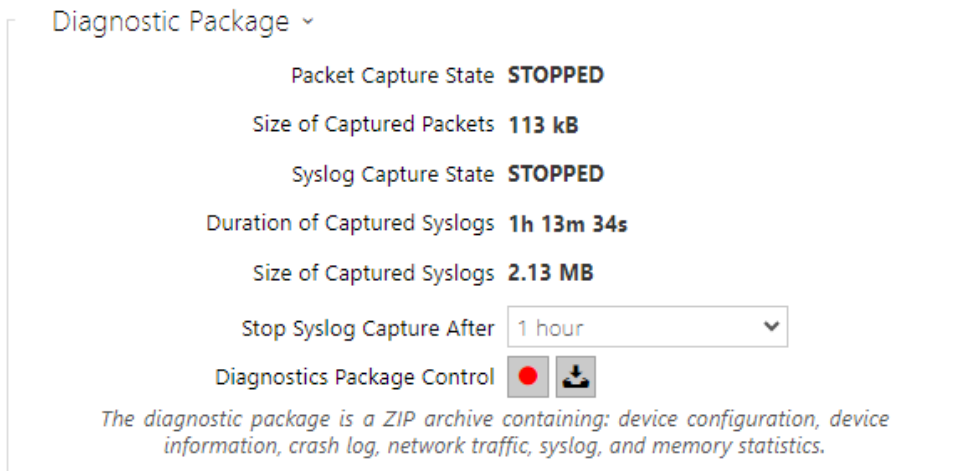 Diagnostic Package
Packet Capture State STOPPED
Size of Captured Packets 113 kB
Syslog Capture State STOPPED
Duration of Captured Syslogs 1h 13m 34s
Size of Captured Syslogs 2.13 MB
Stop Syslog Capture After 1 hour
Diagnostics Package Control
The diagnostic package is a ZIP archive containing: device configuration, device
information, crash log, network traffic, syslog, and memory statistics.